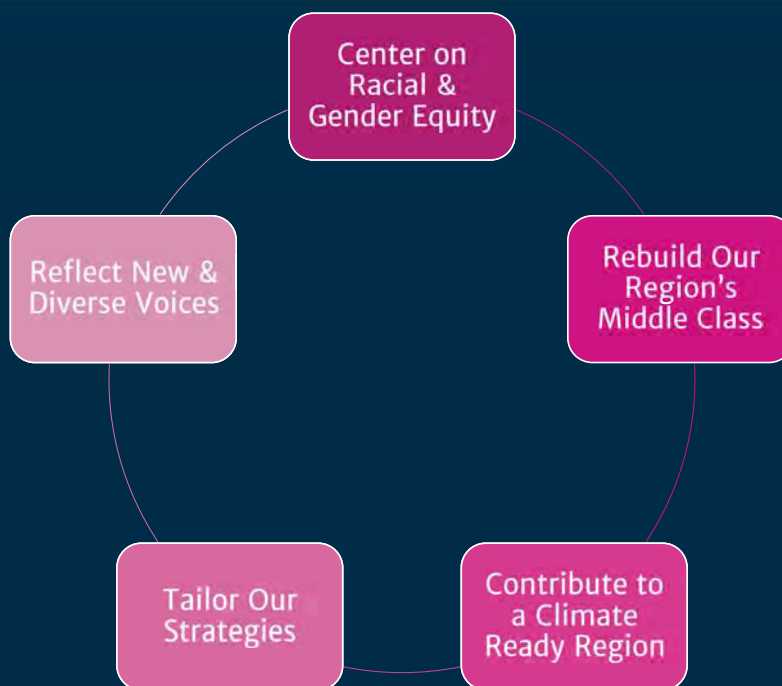 Center on
Racial &
Gender Equity
Rebuild Our
Region's
Middle Class
Contribute to
a Climate
Ready Region
Tailor Our
Strategies
Reflect New &
Diverse Voices